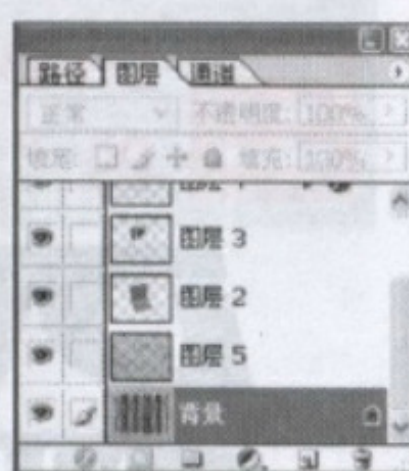 路径 图层 通道
正常 不透明度: 100%
锁定: 填充: 100%
图层 3
图层 2
图层 5
背景